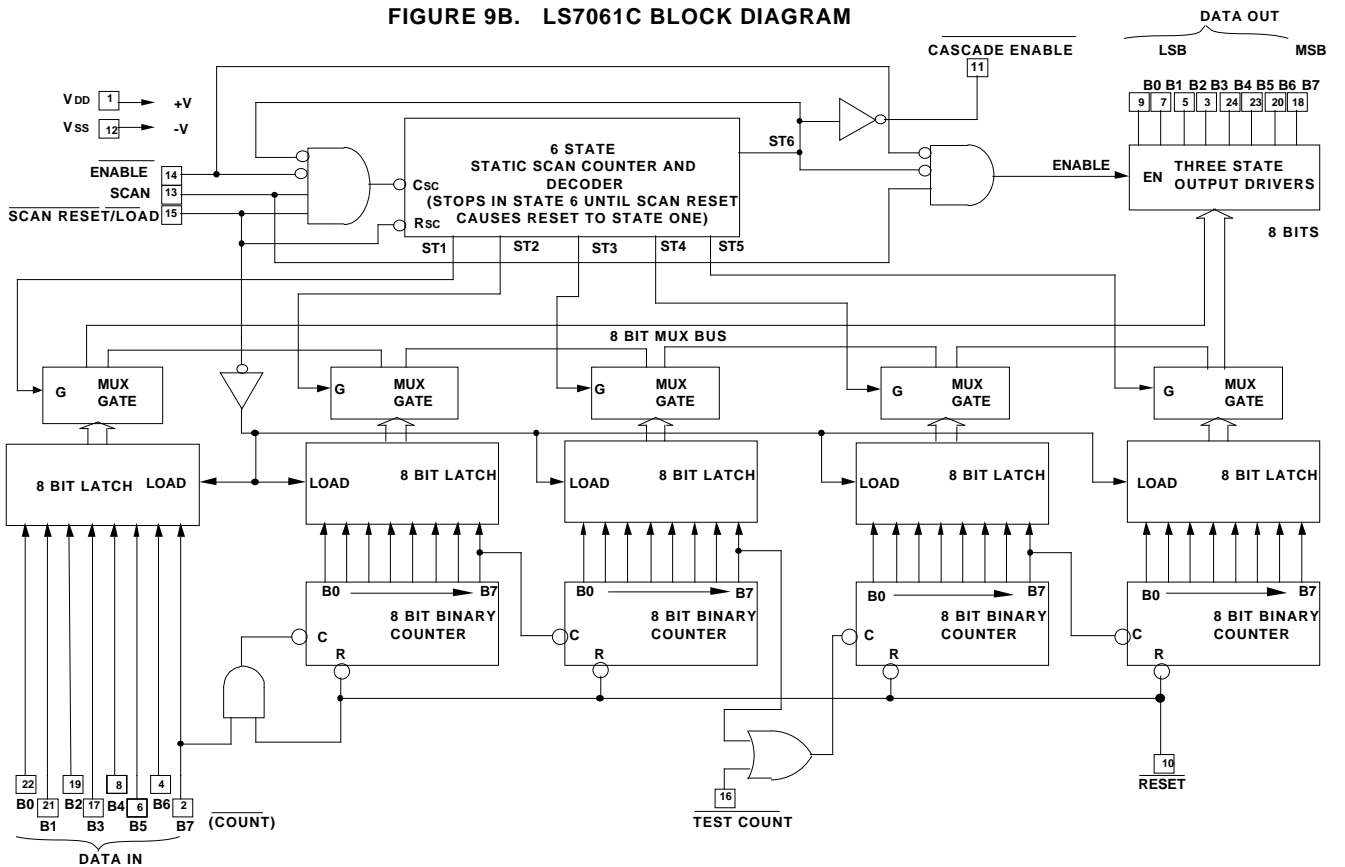 FIGURE 9B. LS7061C BLOCK DIAGRAM
DATA OUT
LSB MSB
CASCADE ENABLE
11
B0 B1 B2 B3 B4 B5 B6 B7
9 7 5 3 24 23 20 18
VDD 1 +V
VSS 12 -V
ENABLE 14
SCAN 13
SCAN RESET/LOAD 15
6 STATE
STATIC SCAN COUNTER AND
DECODER
(STOPS IN STATE 6 UNTIL SCAN RESET
CAUSES RESET TO STATE ONE)
CSC
RSC
ST6
ST1 ST2 ST3 ST4 ST5
ENABLE
EN
THREE STATE
OUTPUT DRIVERS
8 BITS
8 BIT MUX BUS
G MUX
GATE
G MUX
GATE
G MUX
GATE
G MUX
GATE
G MUX
GATE
8 BIT LATCH LOAD
LOAD 8 BIT LATCH
LOAD 8 BIT LATCH
LOAD 8 BIT LATCH
LOAD 8 BIT LATCH
B0 B7
8 BIT BINARY
COUNTER
C
R
B0 B7
8 BIT BINARY
COUNTER
C
R
B0 B7
8 BIT BINARY
COUNTER
C
R
B0 B7
8 BIT BINARY
COUNTER
C
R
22 19 8 4
B0 21 B2 17 B4 6 B6 2
B1 B3 B5 B7
(COUNT)
DATA IN
16
TEST COUNT
10
RESET